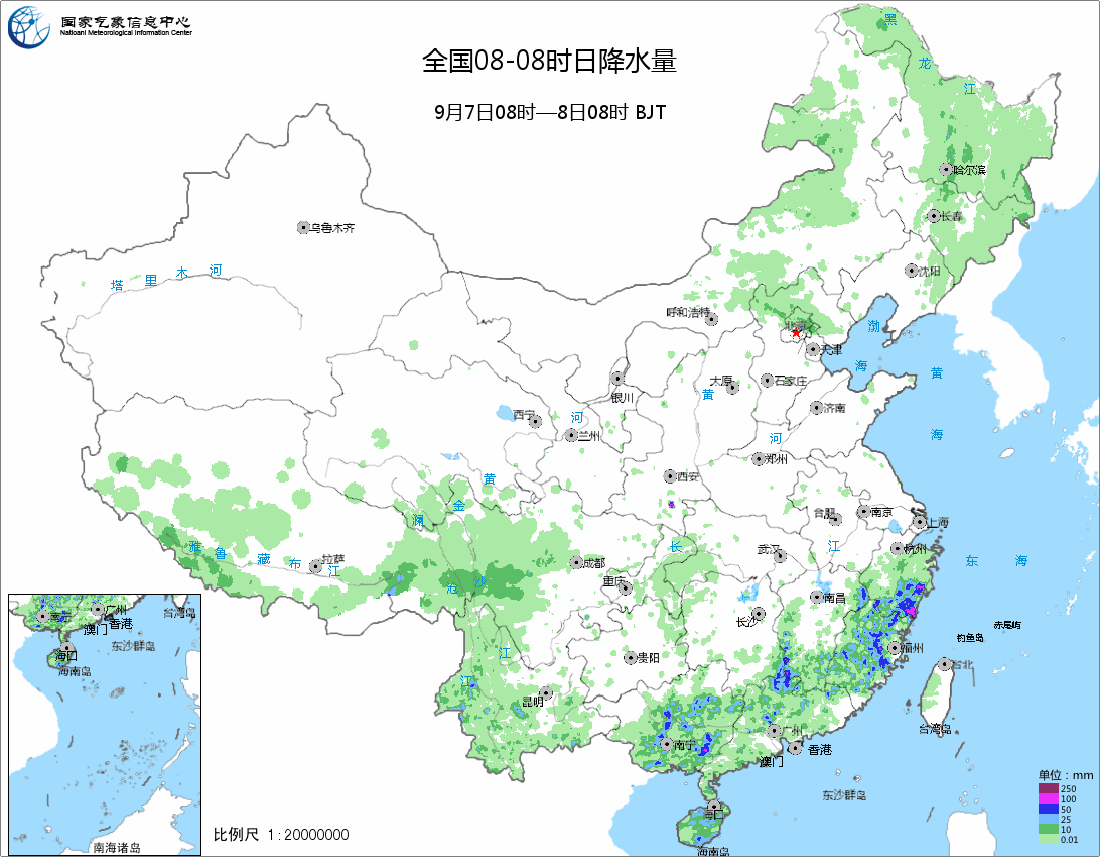 国家气象信息中心
Naitioanl Meteorological Information Center
全国08-08时日降水量
9月7日08时—8日08时 BJT
黑
龙
江
哈尔滨
长春
沈阳
乌鲁木齐
塔 里 木 河
呼和浩特
北京
天津
渤
海
黄
海
银川
太原
石家庄
黄
济南
西宁
兰州
河
河
郑州
西安
黄
金
澜
合肥
南京
上海
雅 鲁 藏 布 江
拉萨
成都
长
武汉
江
杭州
东 海
沧
沙
重庆
南昌
长沙
赤尾屿
钓鱼岛
福州
台北
江
贵阳
江
昆明
台湾岛
南宁
广州
澳门
香港
海口
海南岛
东沙群岛
南宁
广州
台湾岛
澳门
香港
东沙群岛
海口
海南岛
南海诸岛
比例尺 1:20000000
单位：mm
250
100
50
25
10
0.01